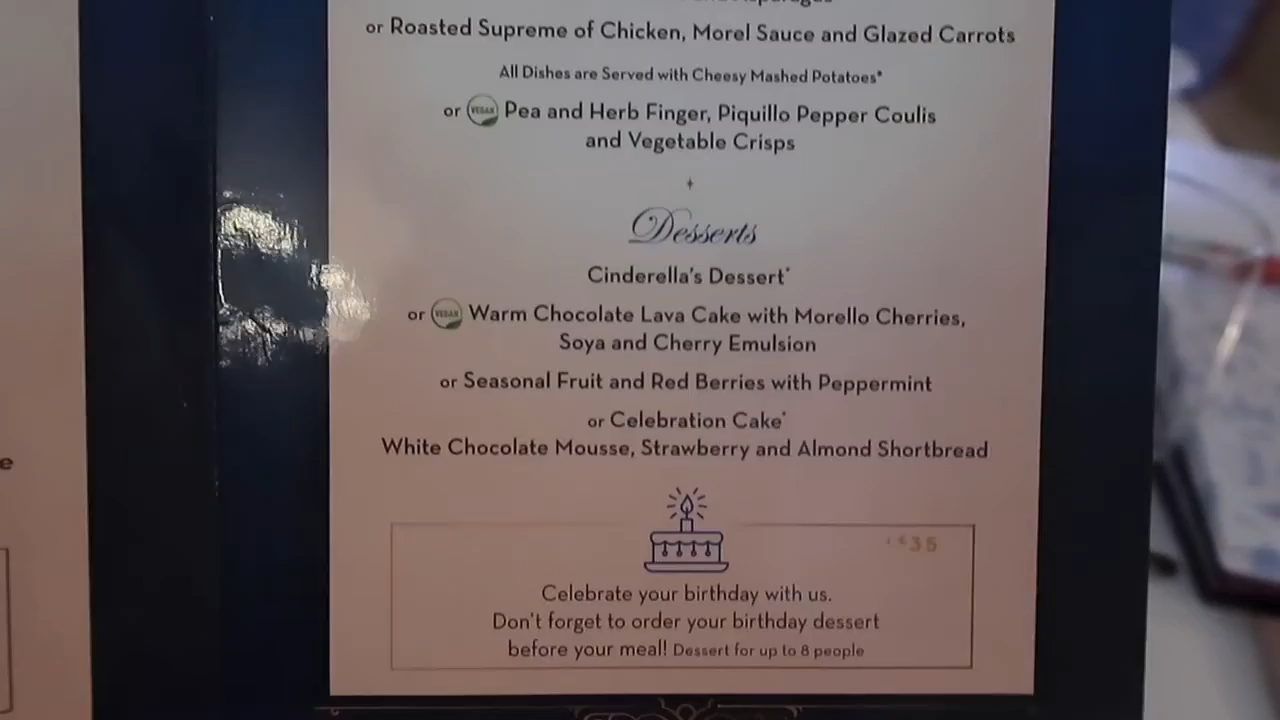 or Roasted Supreme of Chicken, Morel Sauce and Glazed Carrots
All Dishes are Served with Cheesy Mashed Potatoes*
or VEGAN Pea and Herb Finger, Piquillo Pepper Coulis
and Vegetable Crisps
Desserts
Cinderella's Dessert*
or VEGAN Warm Chocolate Lava Cake with Morello Cherries,
Soya and Cherry Emulsion
or Seasonal Fruit and Red Berries with Peppermint
or Celebration Cake*
White Chocolate Mousse, Strawberry and Almond Shortbread
€35
Celebrate your birthday with us.
Don't forget to order your birthday dessert
before your meal! Dessert for up to 8 people